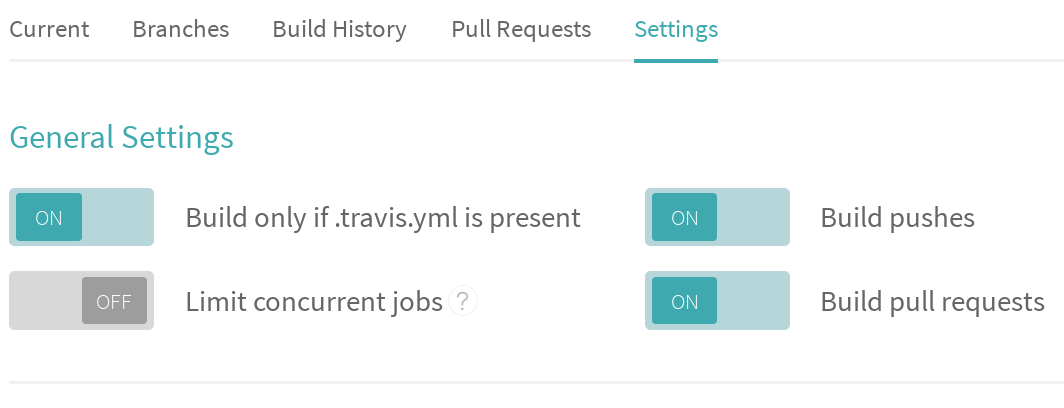 Current Branches Build History Pull Requests Settings
General Settings
ON Build only if .travis.yml is present ON Build pushes
OFF Limit concurrent jobs ? ON Build pull requests